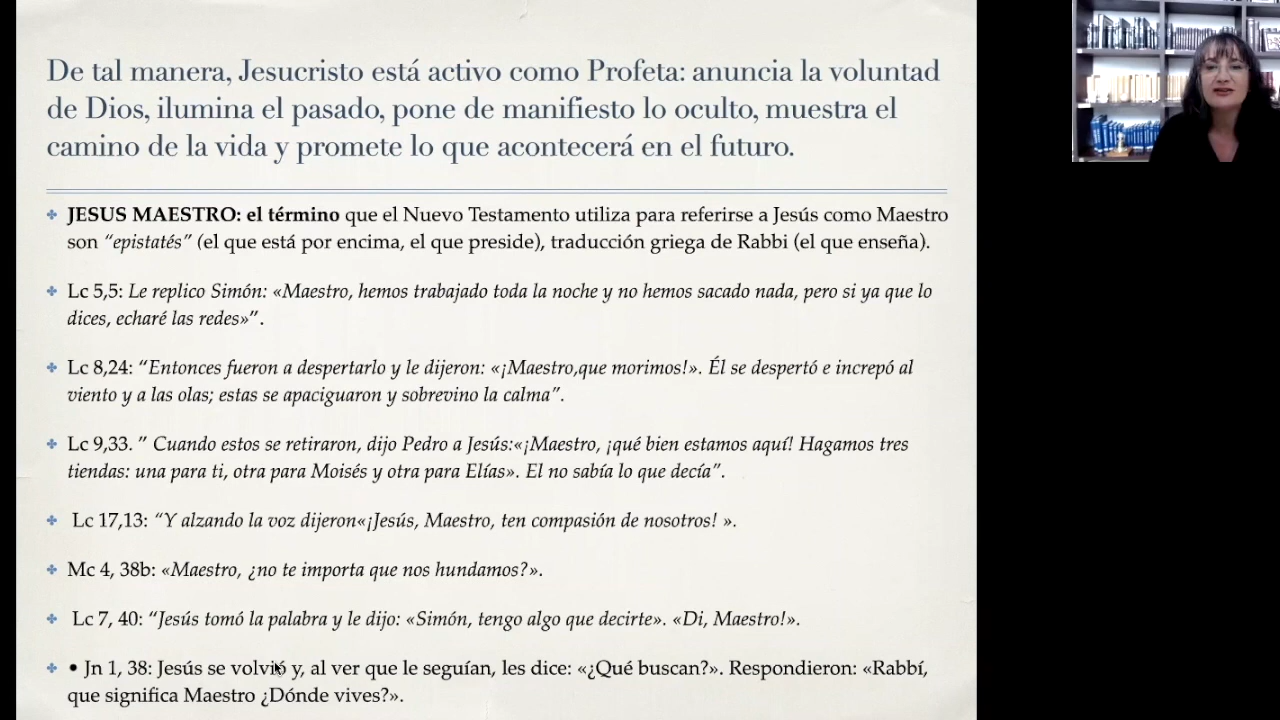 De tal manera, Jesucristo está activo como Profeta: anuncia la voluntad
de Dios, ilumina el pasado, pone de manifiesto lo oculto, muestra el
camino de la vida y promete lo que acontecerá en el futuro.
JESUS MAESTRO: el término que el Nuevo Testamento utiliza para referirse a Jesús como Maestro
son “epistatés” (el que está por encima, el que preside), traducción griega de Rabbi (el que enseña).
Lc 5,5: Le replico Simón: «Maestro, hemos trabajado toda la noche y no hemos sacado nada, pero si ya que lo
dices, echaré las redes»”.
Lc 8,24: “Entonces fueron a despertarlo y le dijeron: «¡Maestro,que morimos!». Él se despertó e increpó al
viento y a las olas; estas se apaciguaron y sobrevino la calma”.
Lc 9,33. ” Cuando estos se retiraron, dijo Pedro a Jesús:«¡Maestro, ¡qué bien estamos aquí! Hagamos tres
tiendas: una para ti, otra para Moisés y otra para Elías». El no sabía lo que decía”.
Lc 17,13: “Y alzando la voz dijeron«¡Jesús, Maestro, ten compasión de nosotros! ».
Mc 4, 38b: «Maestro, ¿no te importa que nos hundamos?».
Lc 7, 40: “Jesús tomó la palabra y le dijo: «Simón, tengo algo que decirte». «Di, Maestro!».
• Jn 1, 38: Jesús se volvió y, al ver que le seguían, les dice: «¿Qué buscan?». Respondieron: «Rabbí,
que significa Maestro ¿Dónde vives?».